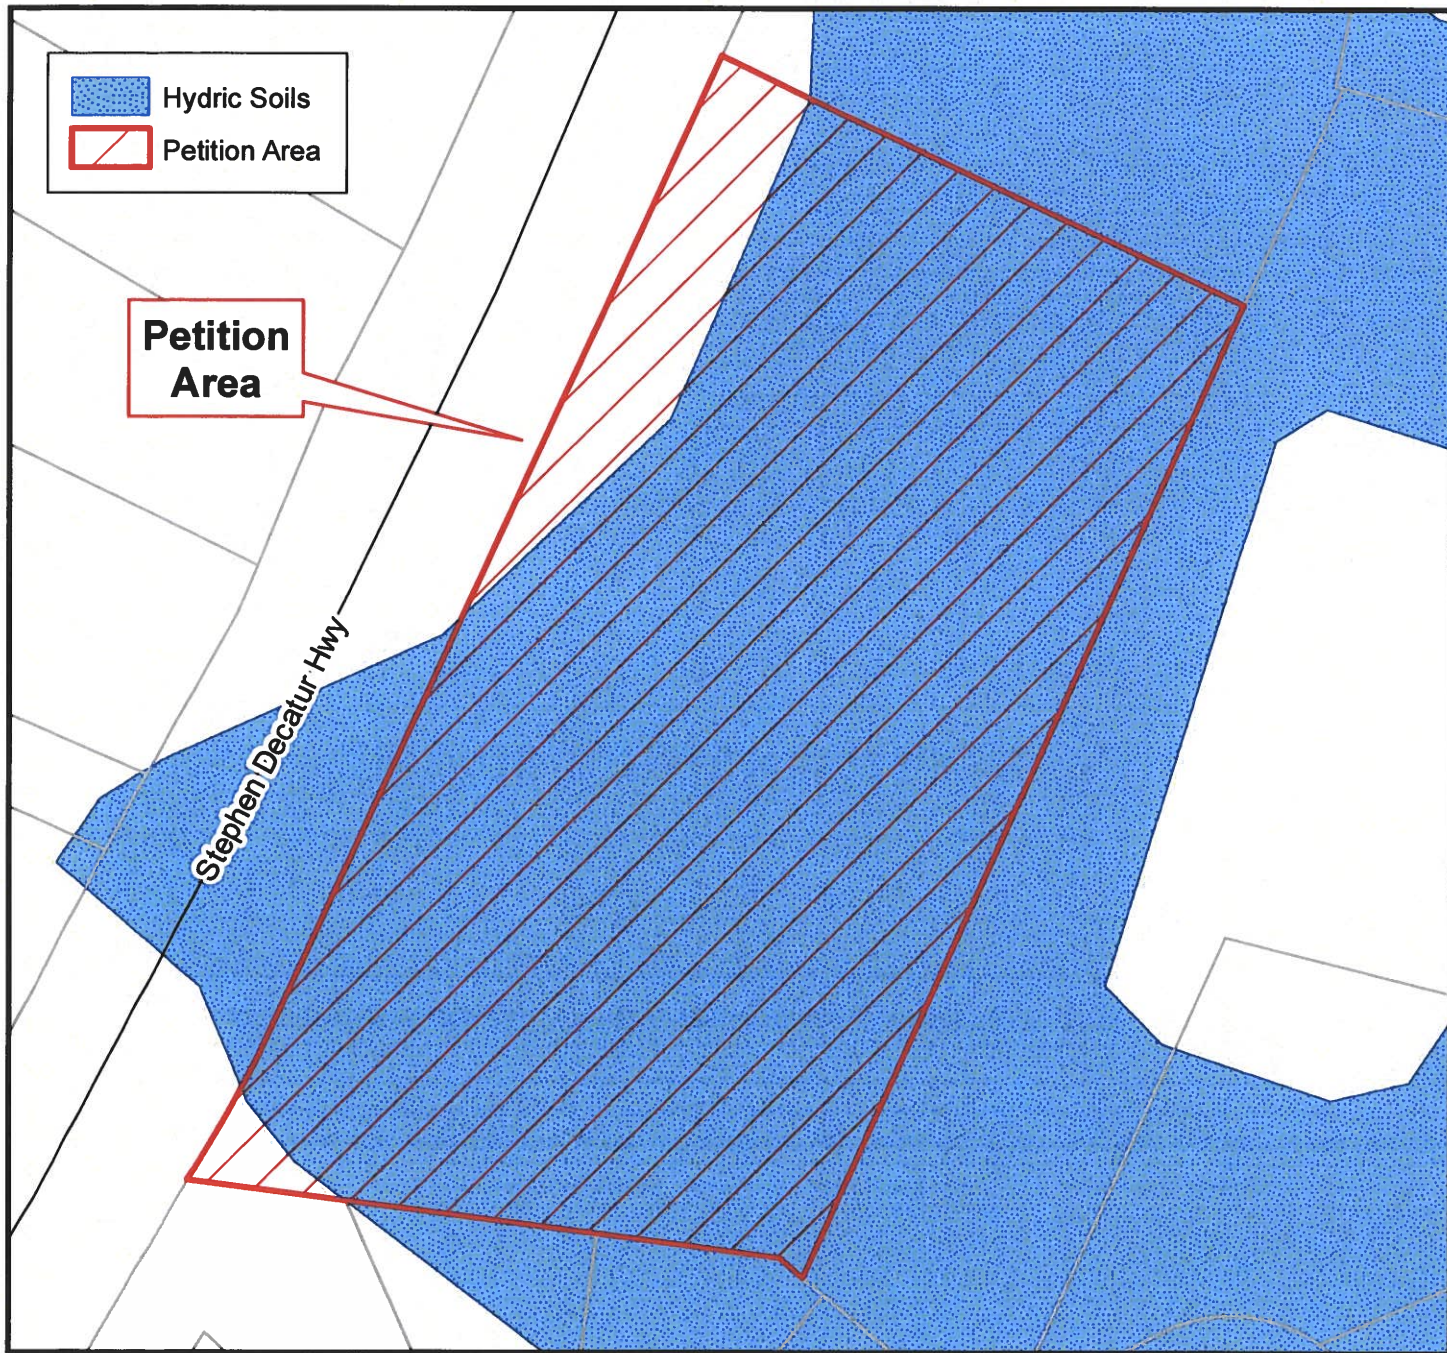 Hydric Soils
Petition Area
Petition
Area
Stephen Decatur Hwy